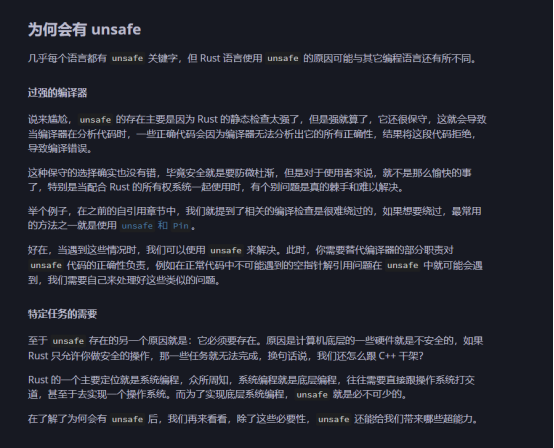 为何会有 unsafe
几乎每个语言都有 unsafe 关键字，但 Rust 语言使用 unsafe 的原因可能与其它编程语言还有所不同。
过强的编译器
说来尴尬，unsafe 的存在主要是因为 Rust 的静态检查太强了，但是强就算了，它还很保守，这就会导致
当编译器在分析代码时，一些正确代码会因为编译器无法分析出它的所有正确性，结果将这段代码拒绝，
导致编译错误。
这种保守的选择确实也没有错，毕竟安全就是要防微杜渐，但是对于使用者来说，就不是那么愉快的事
了，特别是当配合 Rust 的所有权系统一起使用时，有个别问题是真的棘手和难以解决。
举个例子，在之前的自引用章节中，我们就提到了相关的编译检查是很难绕过的，如果想要绕过，最常用
的方法之一就是使用 unsafe 和 Pin。
好在，当遇到这些情况时，我们可以使用 unsafe 来解决。此时，你需要替代编译器的部分职责对
unsafe 代码的正确性负责，例如在正常代码中不可能遇到的空指针解引用问题在 unsafe 中就可能会遇
到，我们需要自己来处理好这些类似的问题。
特定任务的需要
至于 unsafe 存在的另一个原因就是：它必须要存在。原因是计算机底层的一些硬件就是不安全的，如果
Rust 只允许你做安全的操作，那一些任务就无法完成，换句话说，我们还怎么跟 C++ 干架？
Rust 的一个主要定位就是系统编程，众所周知，系统编程就是底层编程，往往需要直接跟操作系统打交
道，甚至于去实现一个操作系统。而为了实现底层系统编程，unsafe 就是必不可少的。
在了解了为何会有 unsafe 后，我们再来看看，除了这些必要性，unsafe 还能给我们带来哪些超能力。